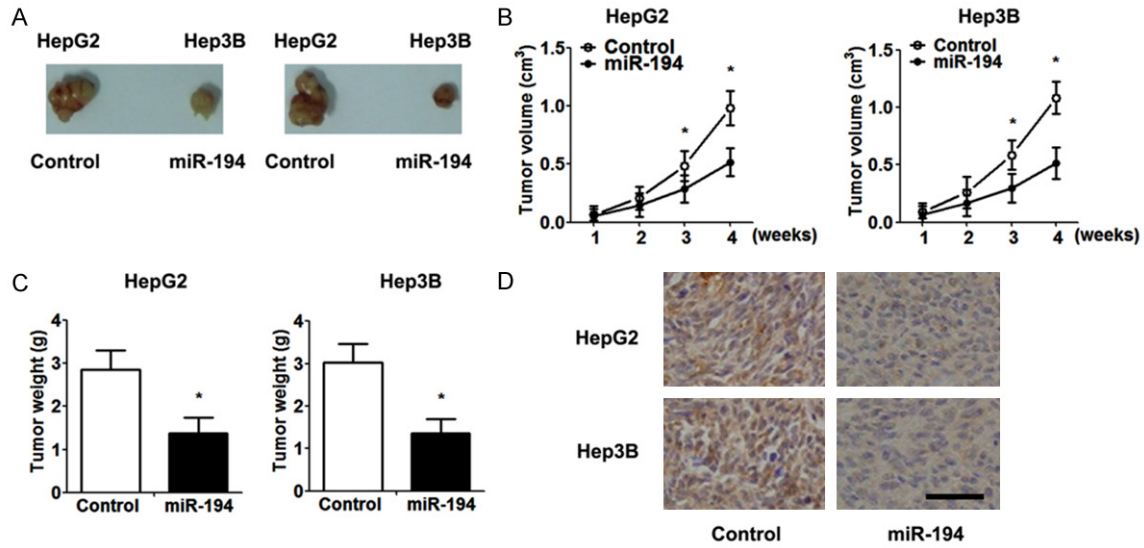 A
HepG2 Hep3B HepG2 Hep3B
Control miR-194 Control miR-194
B
HepG2
Tumor volume (cm³)
1.5
1.0
0.5
0.0
Control
miR-194
*
*
1 2 3 4 (weeks)
Hep3B
Tumor volume (cm³)
1.5
1.0
0.5
0.0
Control
miR-194
*
*
1 2 3 4 (weeks)
C
HepG2
Tumor weight (g)
4
3
2
1
0
*
Control miR-194
Hep3B
Tumor weight (g)
4
3
2
1
0
*
Control miR-194
D
HepG2
Hep3B
Control miR-194